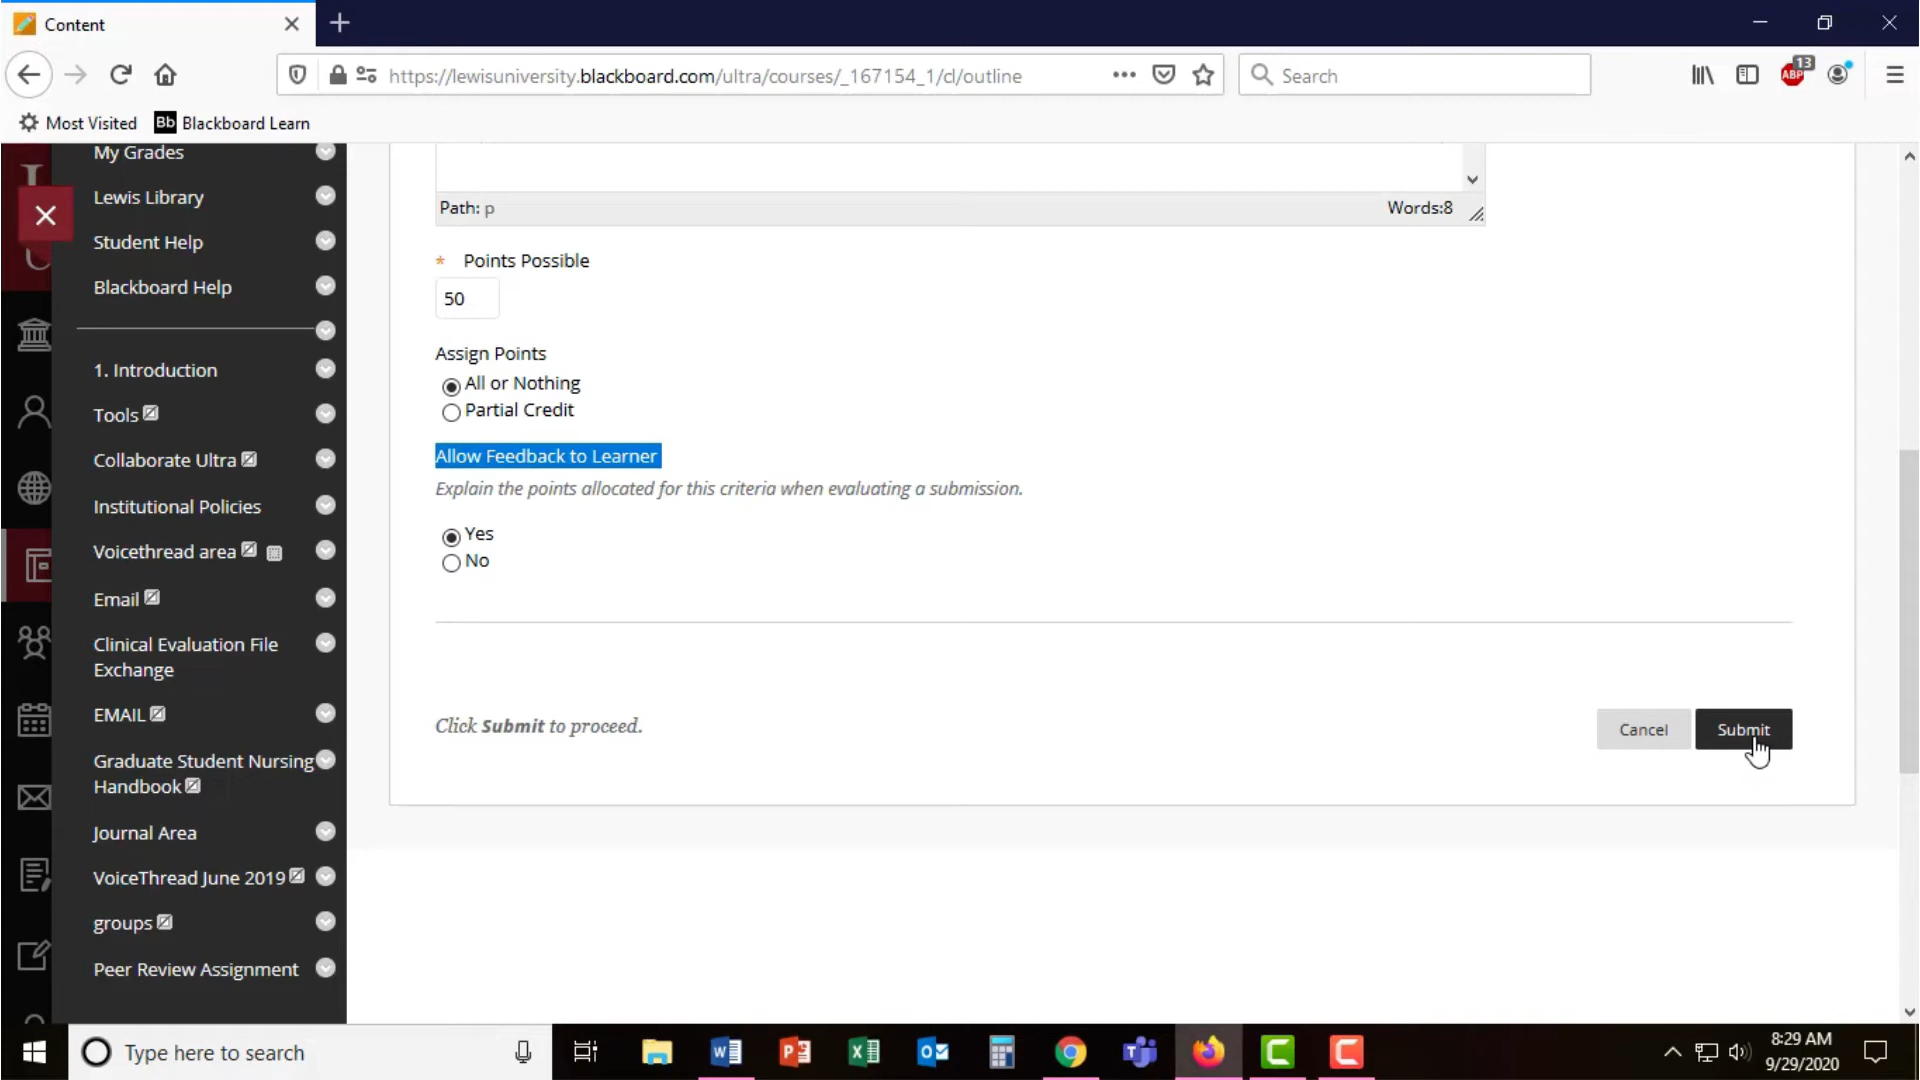 Content
https://lewisuniversity.blackboard.com/ultra/courses/_167154_1/cl/outline
Search
ABP
13
Most Visited
Bb Blackboard Learn
My Grades
Lewis Library
Student Help
Blackboard Help
1. Introduction
Tools
Collaborate Ultra
Institutional Policies
Voicethread area
Email
Clinical Evaluation File
Exchange
EMAIL
Graduate Student Nursing
Handbook
Journal Area
VoiceThread June 2019
groups
Peer Review Assignment
Path: p
Words:8
* Points Possible
50
Assign Points
All or Nothing
Partial Credit
Allow Feedback to Learner
Explain the points allocated for this criteria when evaluating a submission.
Yes
No
Click Submit to proceed.
Cancel
Submit
Type here to search
8:29 AM
9/29/2020